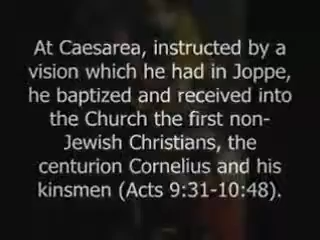 At Caesarea, instructed by a
vision which he had in Joppe,
he baptized and received into
the Church the first non-
Jewish Christians, the
centurion Cornelius and his
kinsmen (Acts 9:31-10:48).